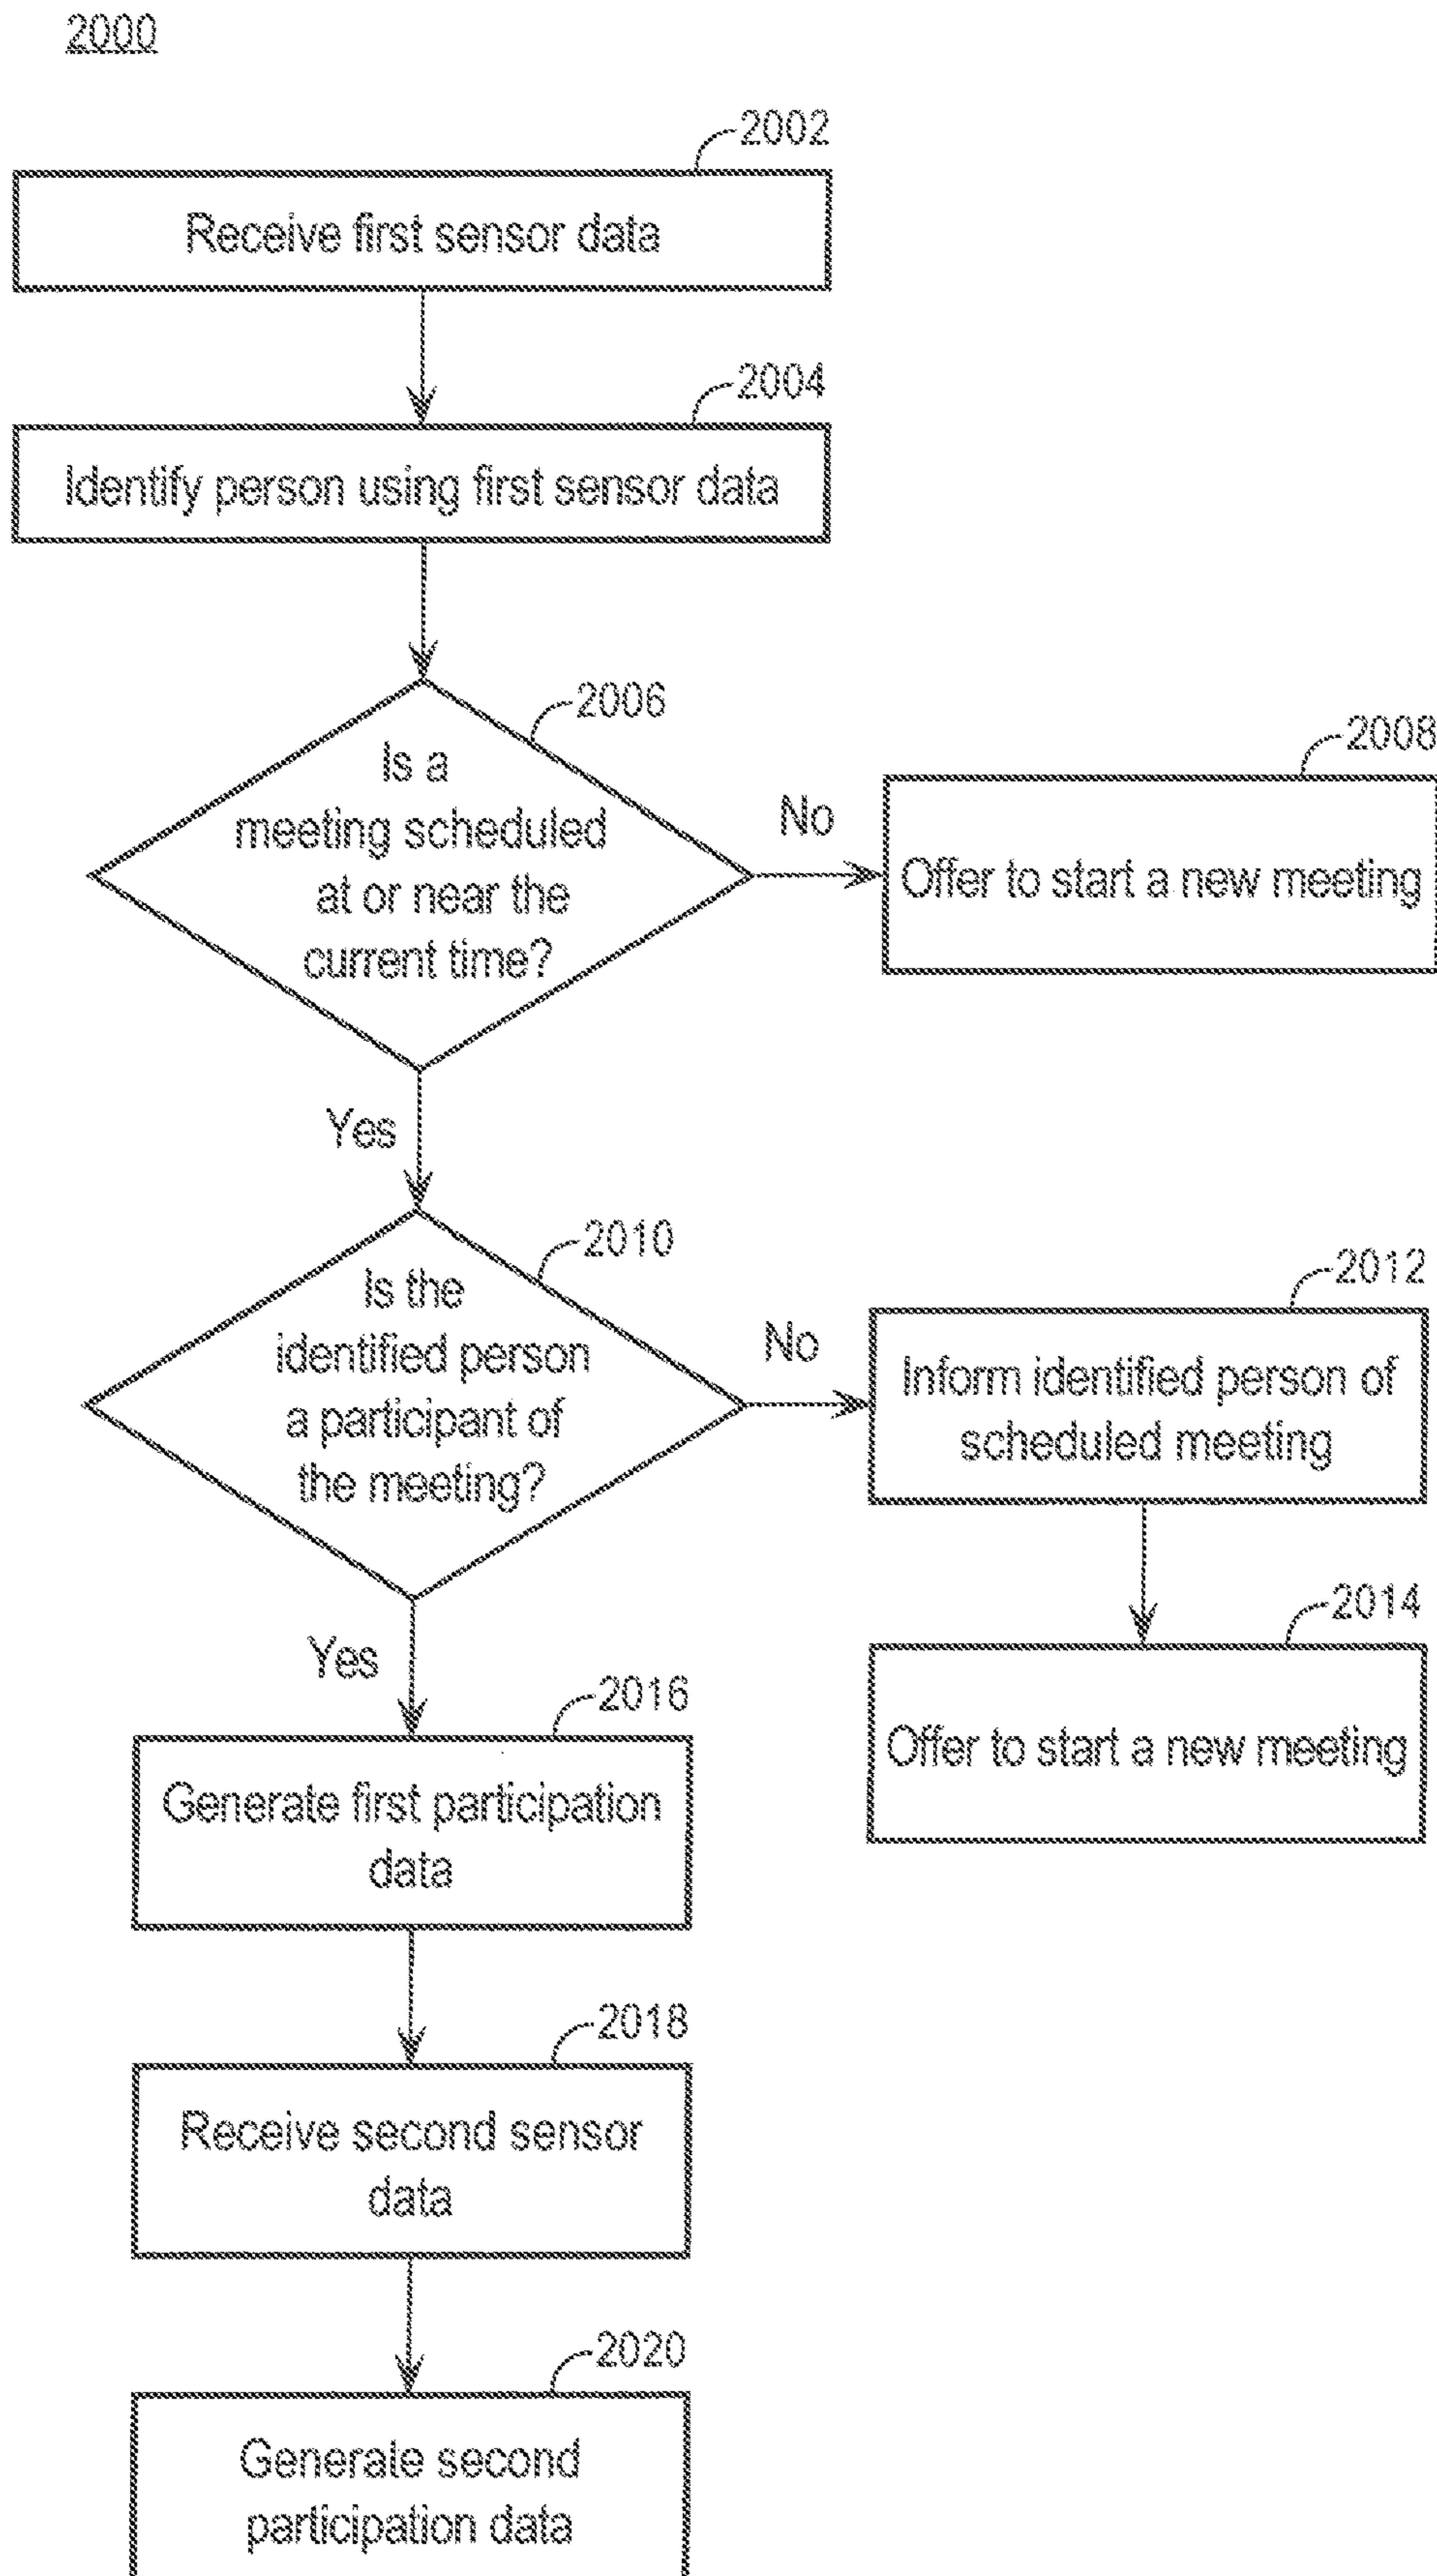 2000
2002
Receive first sensor data
2004
Identify person using first sensor data
2006
Is a
meeting scheduled
at or near the
current time?
No
2008
Offer to start a new meeting
Yes
2010
Is the
identified person
a participant of
the meeting?
No
2012
Inform identified person of
scheduled meeting
2014
Offer to start a new meeting
Yes
2016
Generate first participation
data
2018
Receive second sensor
data
2020
Generate second
participation data